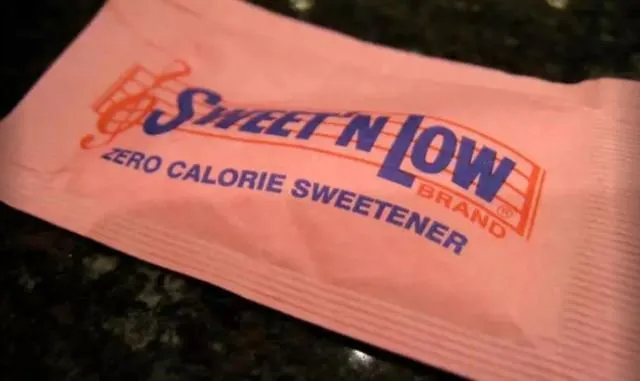 SWEET'N LOW®
BRAND
ZERO CALORIE SWEETENER